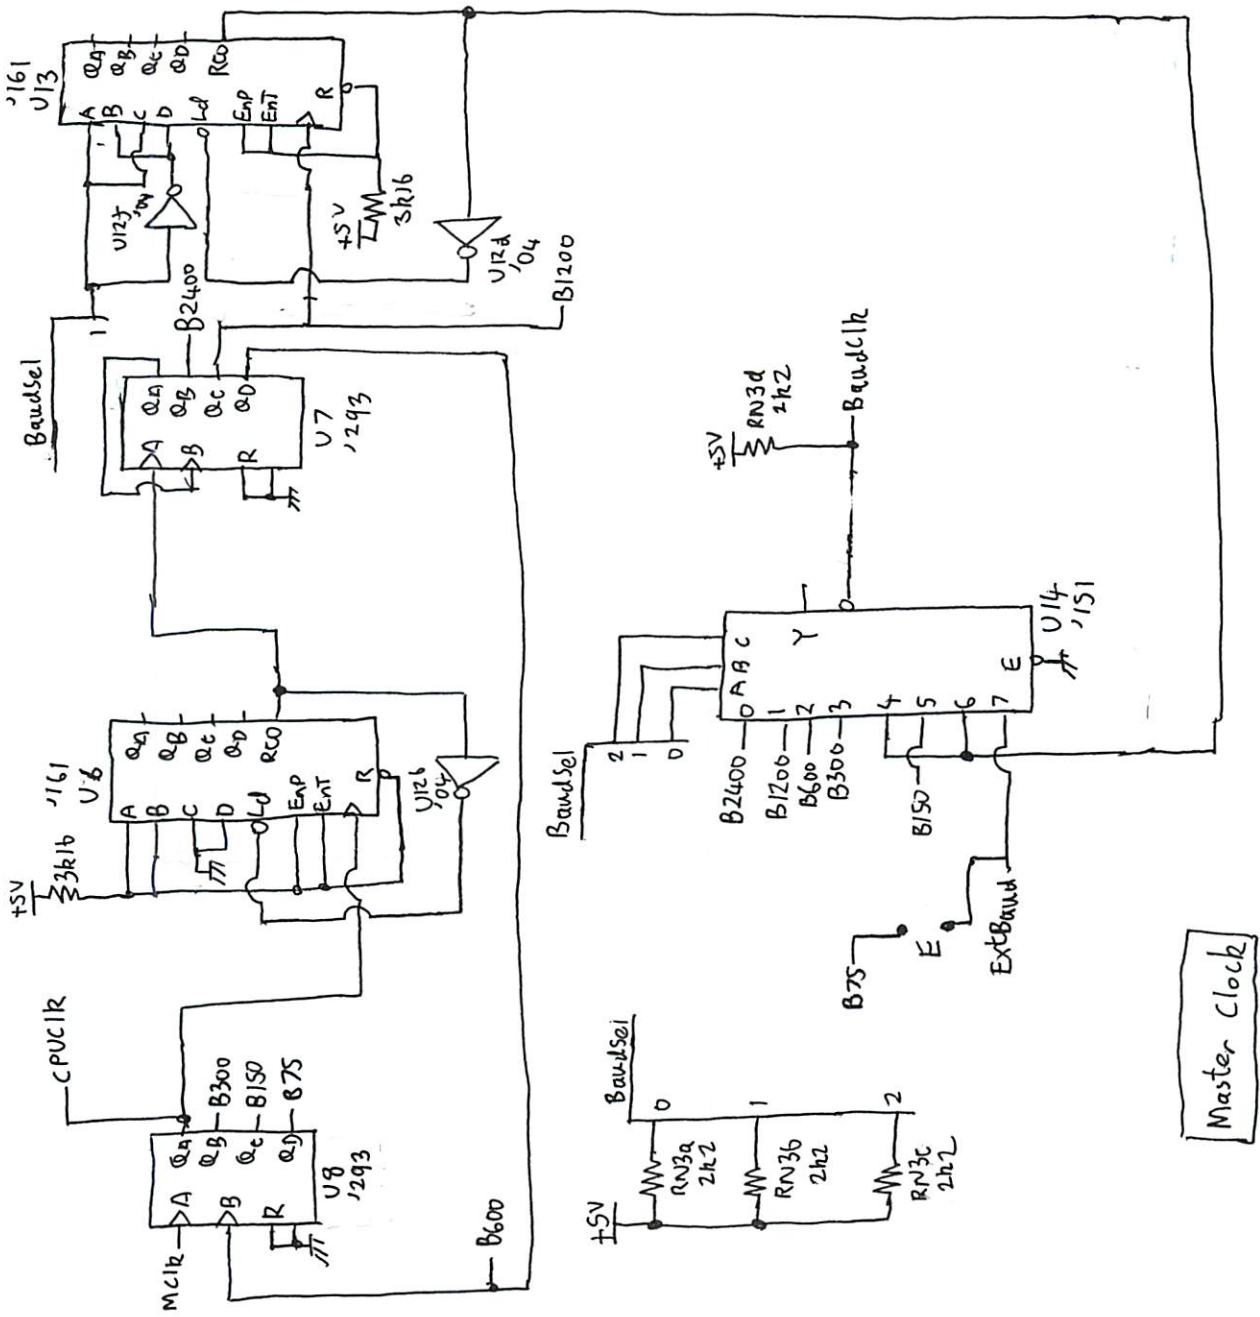 '161
U13
A
B
C
D
Ld
EnP
EnT
R
QA
QB
QC
QD
RCO
1
U12f
'04
+5V
3k16
U12d
'04
B1200
BaudSel
1
B2400
QA
QB
QC
QD
A
B
R
U7
'293
+5V
RN3d
2k2
BaudClk
'161
U6
QA
QB
QC
QD
RCO
A
B
C
D
Ld
EnP
EnT
R
+5V
3k16
U12b
'04
BaudSel
2
1
0
C
B
A
Y
E
U14
'151
0
1
2
3
4
5
6
7
B2400
B1200
B600
B300
B150
B75
E
ExtBaud
CPUClk
B300
B150
B75
QA
QB
QC
QD
A
B
R
U8
'293
MClk
B600
BaudSel
0
1
2
RN3a
2k2
RN3b
2k2
RN3c
2k2
+5V
Master Clock